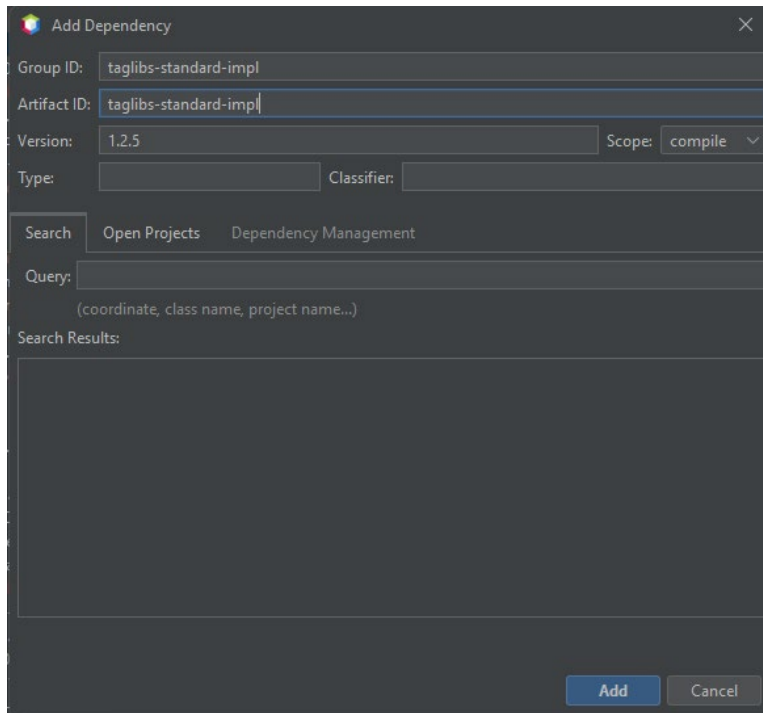 Add Dependency
Group ID: taglibs-standard-impl
Artifact ID: taglibs-standard-impl
Version: 1.2.5 Scope: compile
Type: Classifier:
Search Open Projects Dependency Management
Query:
(coordinate, class name, project name...)
Search Results:
Add Cancel